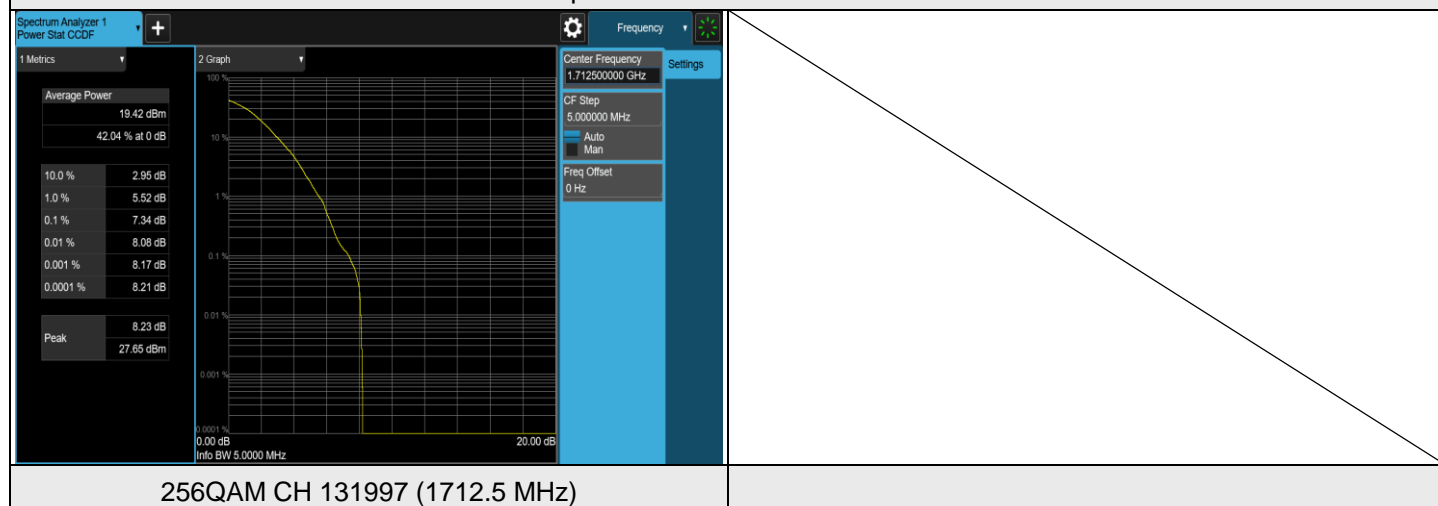 Spectrum Analyzer 1
Power Stat CCDF
+
Frequency
1 Metrics
2 Graph
Center Frequency
1.712500000 GHz
Settings
CF Step
5.000000 MHz
Auto
Man
Freq Offset
0 Hz
Average Power
19.42 dBm
42.04 % at 0 dB
10.0 % 2.95 dB
1.0 % 5.52 dB
0.1 % 7.34 dB
0.01 % 8.08 dB
0.001 % 8.17 dB
0.0001 % 8.21 dB
Peak
8.23 dB
27.65 dBm
100 %
10 %
1 %
0.1 %
0.01 %
0.001 %
0.0001 %
0.00 dB 20.00 dB
Info BW 5.0000 MHz
256QAM CH 131997 (1712.5 MHz)